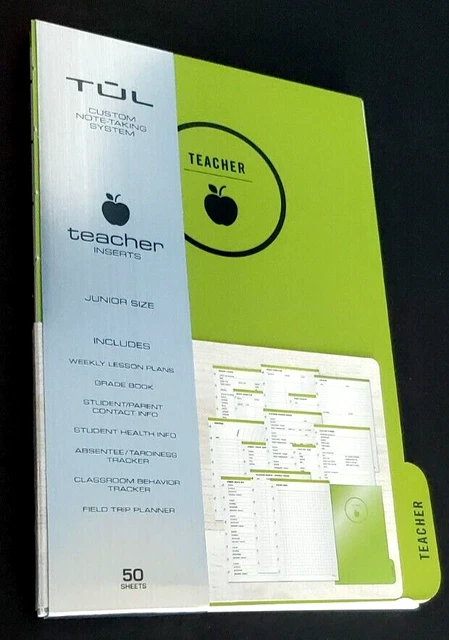 TUL
CUSTOM
NOTE-TAKING
SYSTEM
teacher
INSERTS
JUNIOR SIZE
INCLUDES
WEEKLY LESSON PLANS
GRADE BOOK
STUDENT/PARENT
CONTACT INFO
STUDENT HEALTH INFO
ABSENTEE/TARDINESS
TRACKER
CLASSROOM BEHAVIOR
TRACKER
FIELD TRIP PLANNER
50
SHEETS
TEACHER
TEACHER